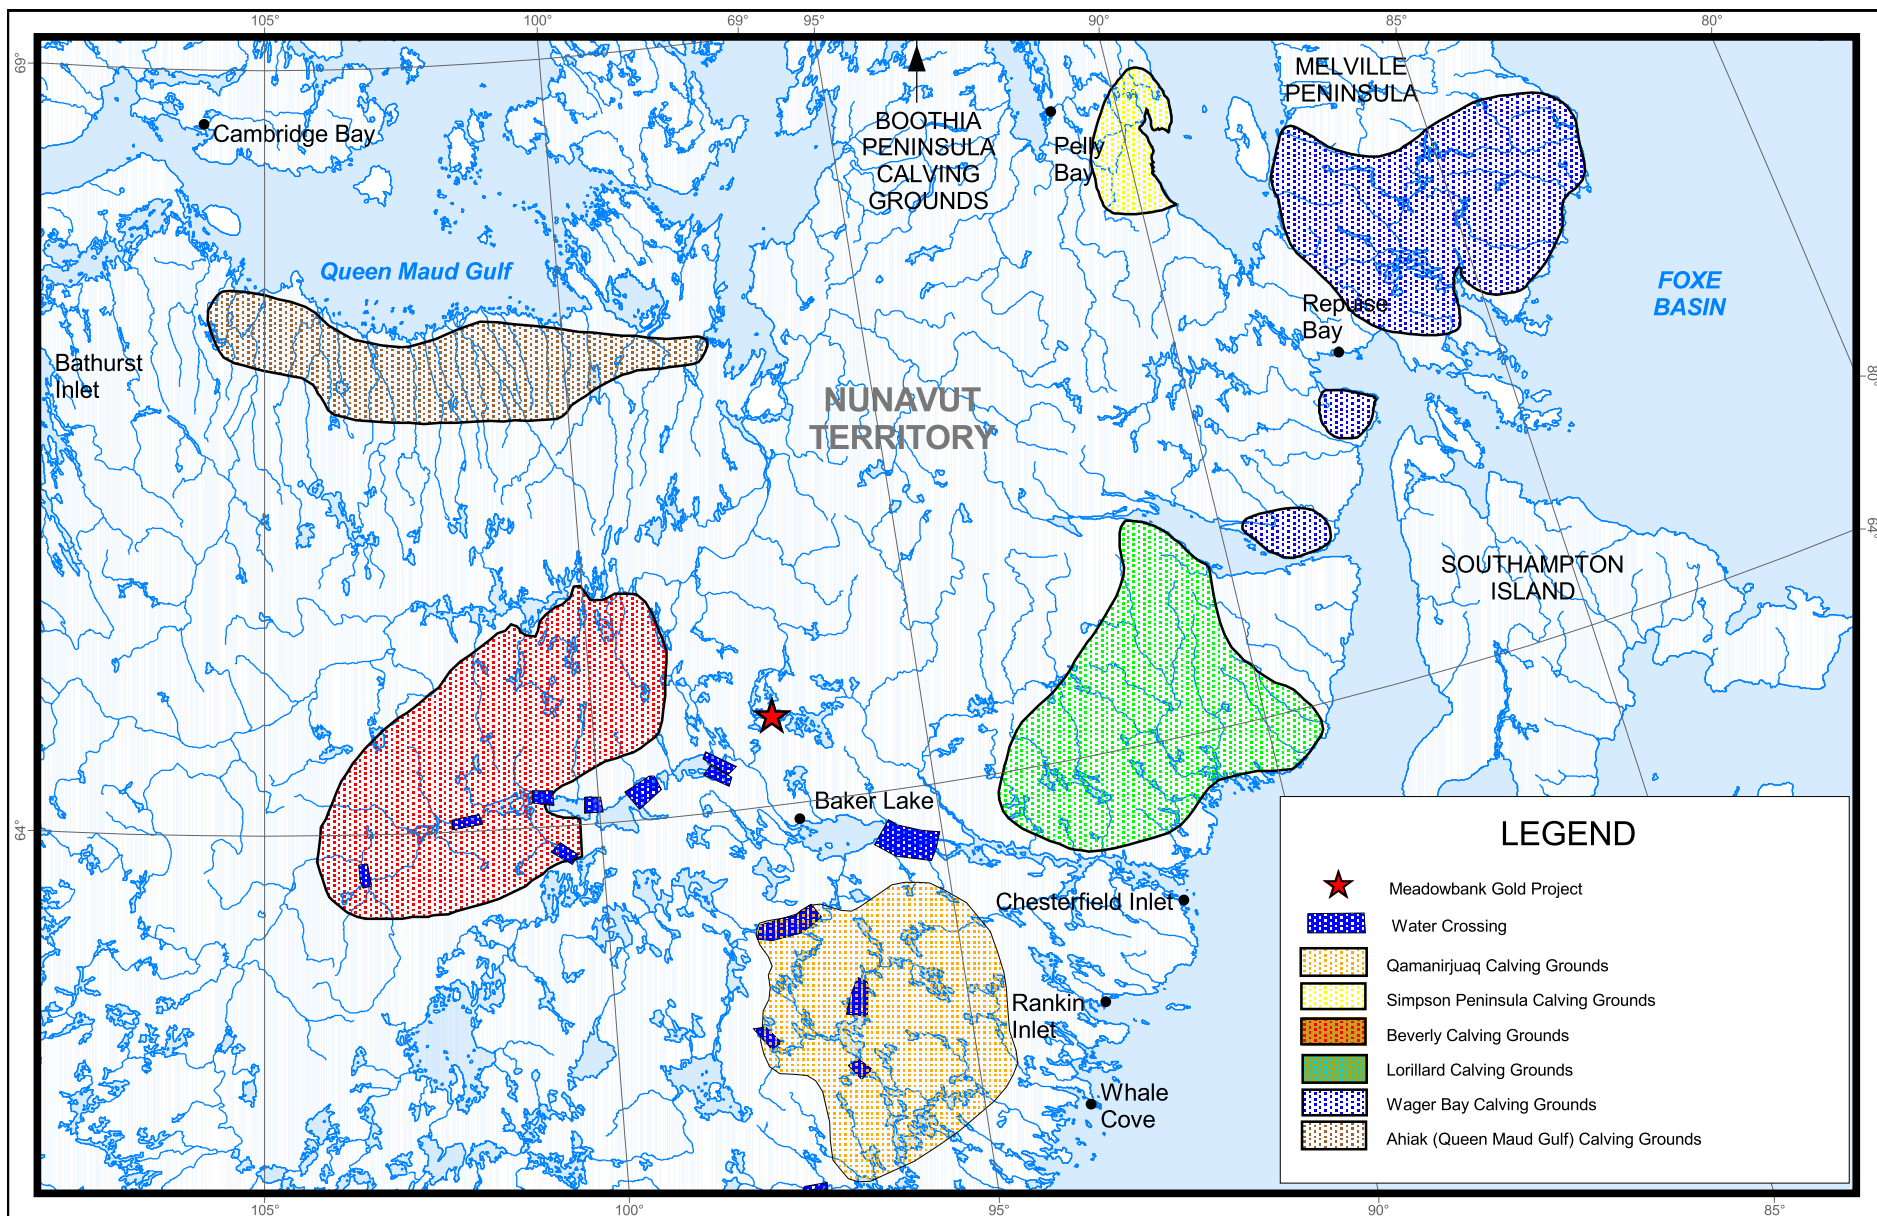 105°
100°
69°
95°
90°
85°
80°
69°
MELVILLE
PENINSULA
Cambridge Bay
BOOTHIA
PENINSULA
CALVING
GROUNDS
Pelly
Bay
Queen Maud Gulf
FOXE
BASIN
Repulse
Bay
Bathurst
Inlet
80°
NUNAVUT
TERRITORY
64°
SOUTHAMPTON
ISLAND
Baker Lake
64°
Chesterfield Inlet
Rankin
Inlet
Whale
Cove
LEGEND
Meadowbank Gold Project
Water Crossing
Qamanirjuaq Calving Grounds
Simpson Peninsula Calving Grounds
Beverly Calving Grounds
Lorillard Calving Grounds
Wager Bay Calving Grounds
Ahiak (Queen Maud Gulf) Calving Grounds
105°
100°
95°
90°
85°